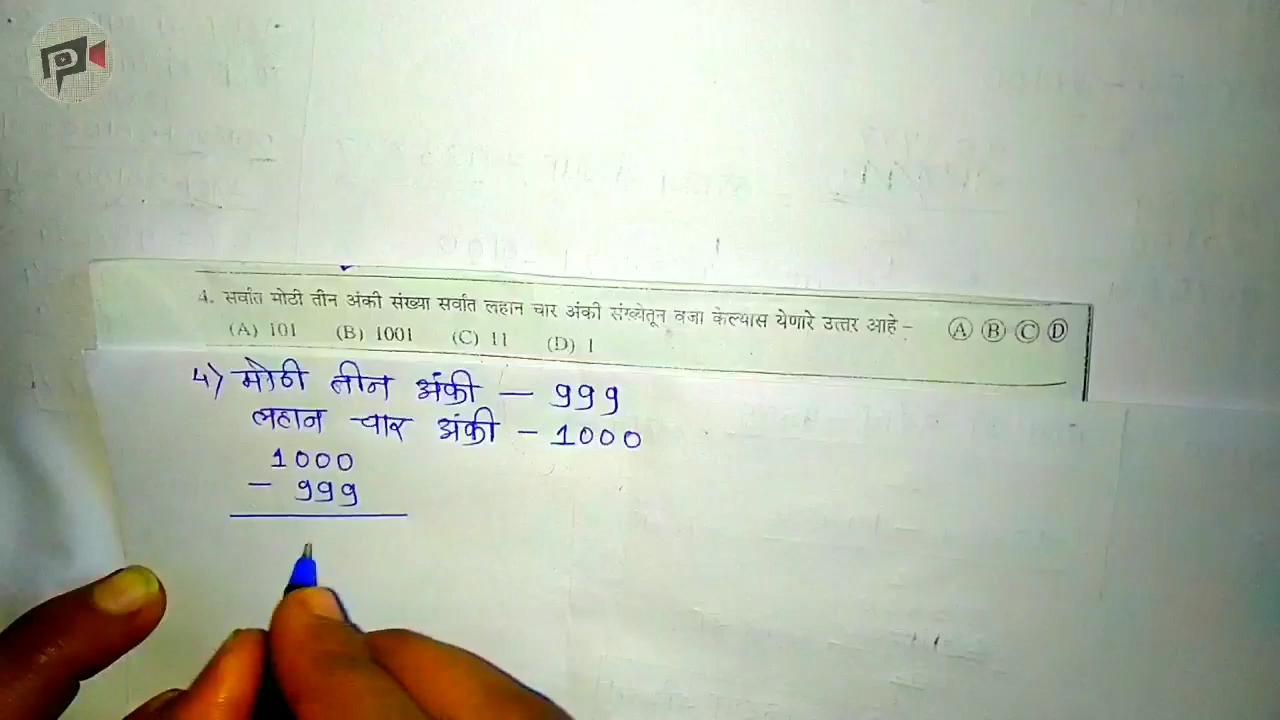 4. सर्वांत मोठी तीन अंकी संख्या सर्वांत लहान चार अंकी संख्येतून वजा केल्यास येणारे उत्तर आहे – Ⓐ Ⓑ Ⓒ Ⓓ
(A) 101 (B) 1001 (C) 11 (D) 1
4) मोठी तीन अंकी – 999
लहान चार अंकी – 1000
1000
– 999